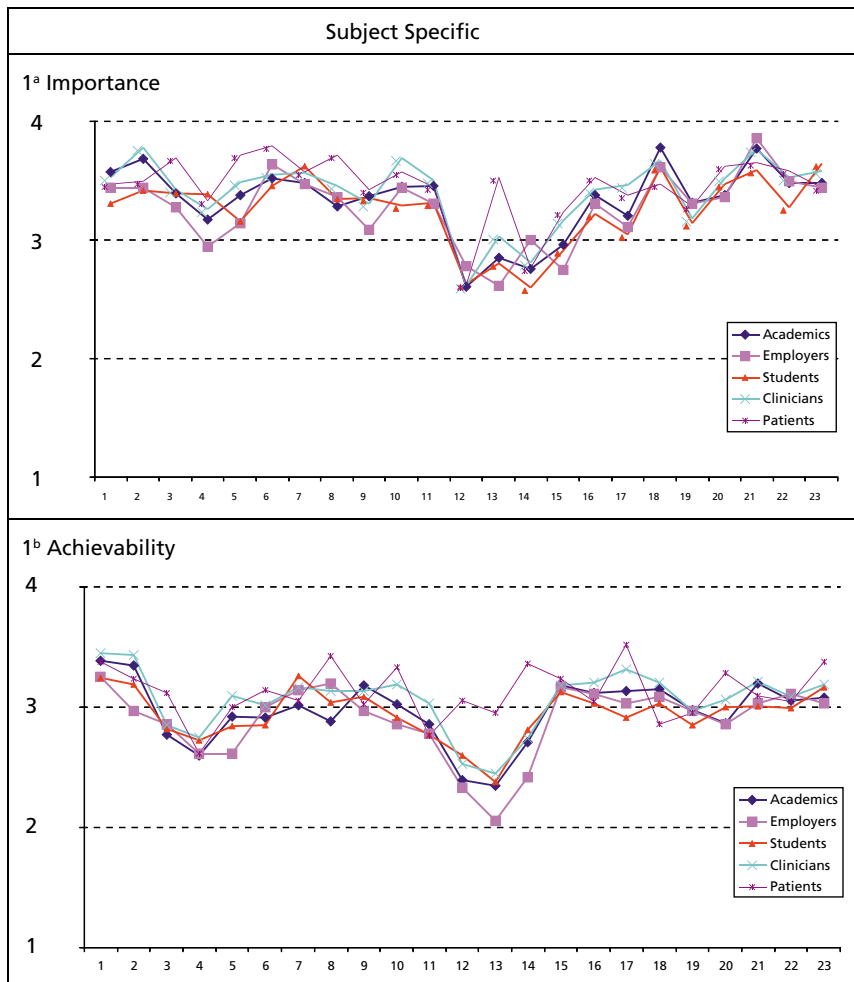 Subject Specific
1ᵃ Importance
4
3
2
1
Academics
Employers
Students
Clinicians
Patients
1 2 3 4 5 6 7 8 9 10 11 12 13 14 15 16 17 18 19 20 21 22 23
1ᵇ Achievability
4
3
2
1
Academics
Employers
Students
Clinicians
Patients
1 2 3 4 5 6 7 8 9 10 11 12 13 14 15 16 17 18 19 20 21 22 23